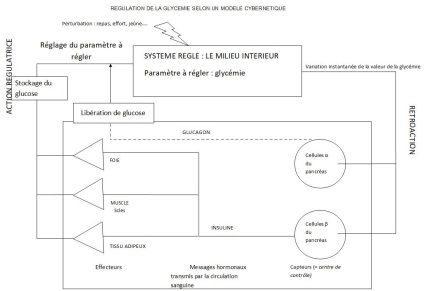 REGULATION DE LA GLYCEMIE SELON UN MODELE CYBERNETIQUE
Perturbation : repas, effort, jeûne,...
Réglage du paramètre à
régler
SYSTEME REGLE : LE MILIEU INTERIEUR
Paramètre à régler : glycémie
Variation instantanée de la valeur de la glycémie
ACTION REGULATRICE
Stockage du
glucose
Libération de glucose
RETROACTION
GLUCAGON
FOIE
Cellules α
du
pancréas
MUSCLE
Scles
INSULINE
Cellules β
du
pancréas
TISSU ADIPEUX
Effecteurs
Messages hormonaux
transmis par la circulation
sanguine
Capteurs (+ centre de
contrôle)